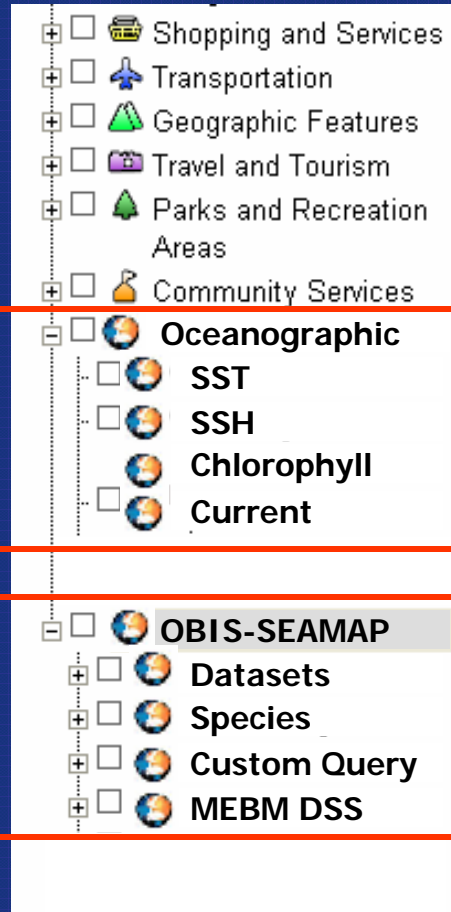 Shopping and Services
Transportation
Geographic Features
Travel and Tourism
Parks and Recreation
Areas
Community Services
Oceanographic
SST
SSH
Chlorophyll
Current
OBIS-SEAMAP
Datasets
Species
Custom Query
MEBM DSS